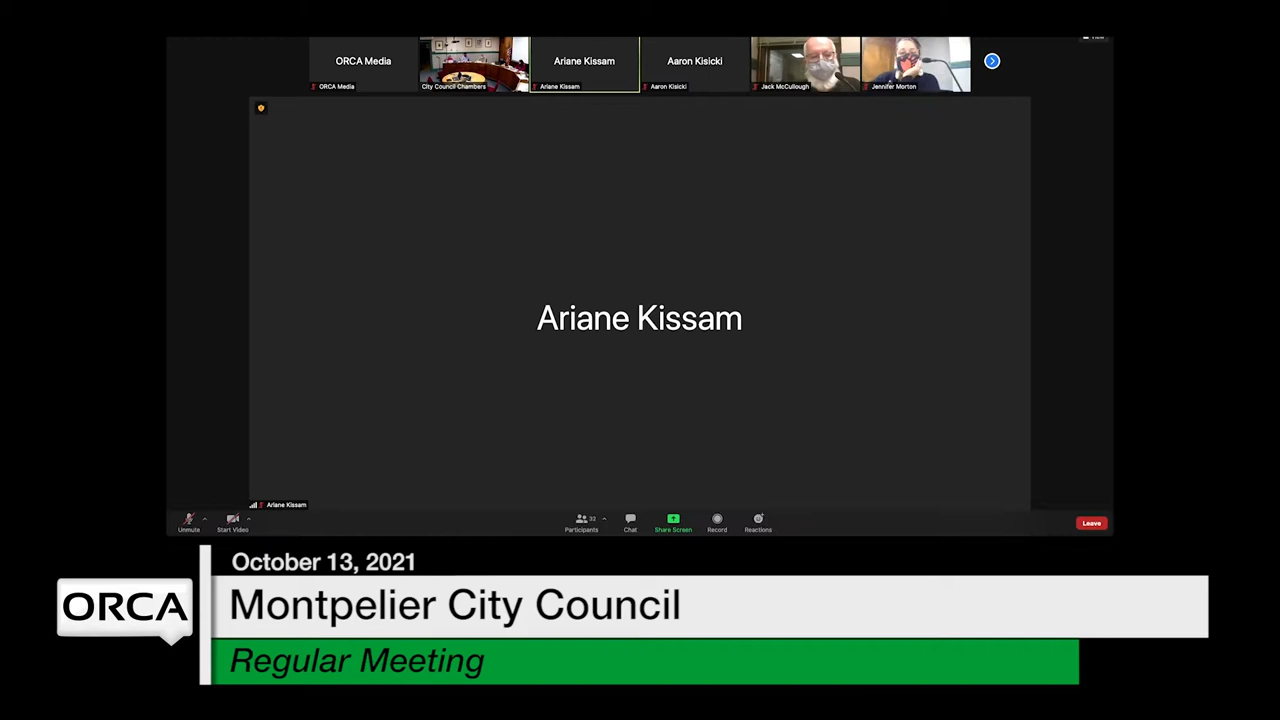 ORCA Media
Ariane Kissam
Aaron Kisicki
ORCA Media
City Council Chambers
Ariane Kissam
Aaron Kisicki
Jack McCullough
Jennifer Morton
Ariane Kissam
Ariane Kissam
Unmute
Start Video
32
Participants
Chat
Share Screen
Record
Reactions
Leave
October 13, 2021
ORCA
Montpelier City Council
Regular Meeting